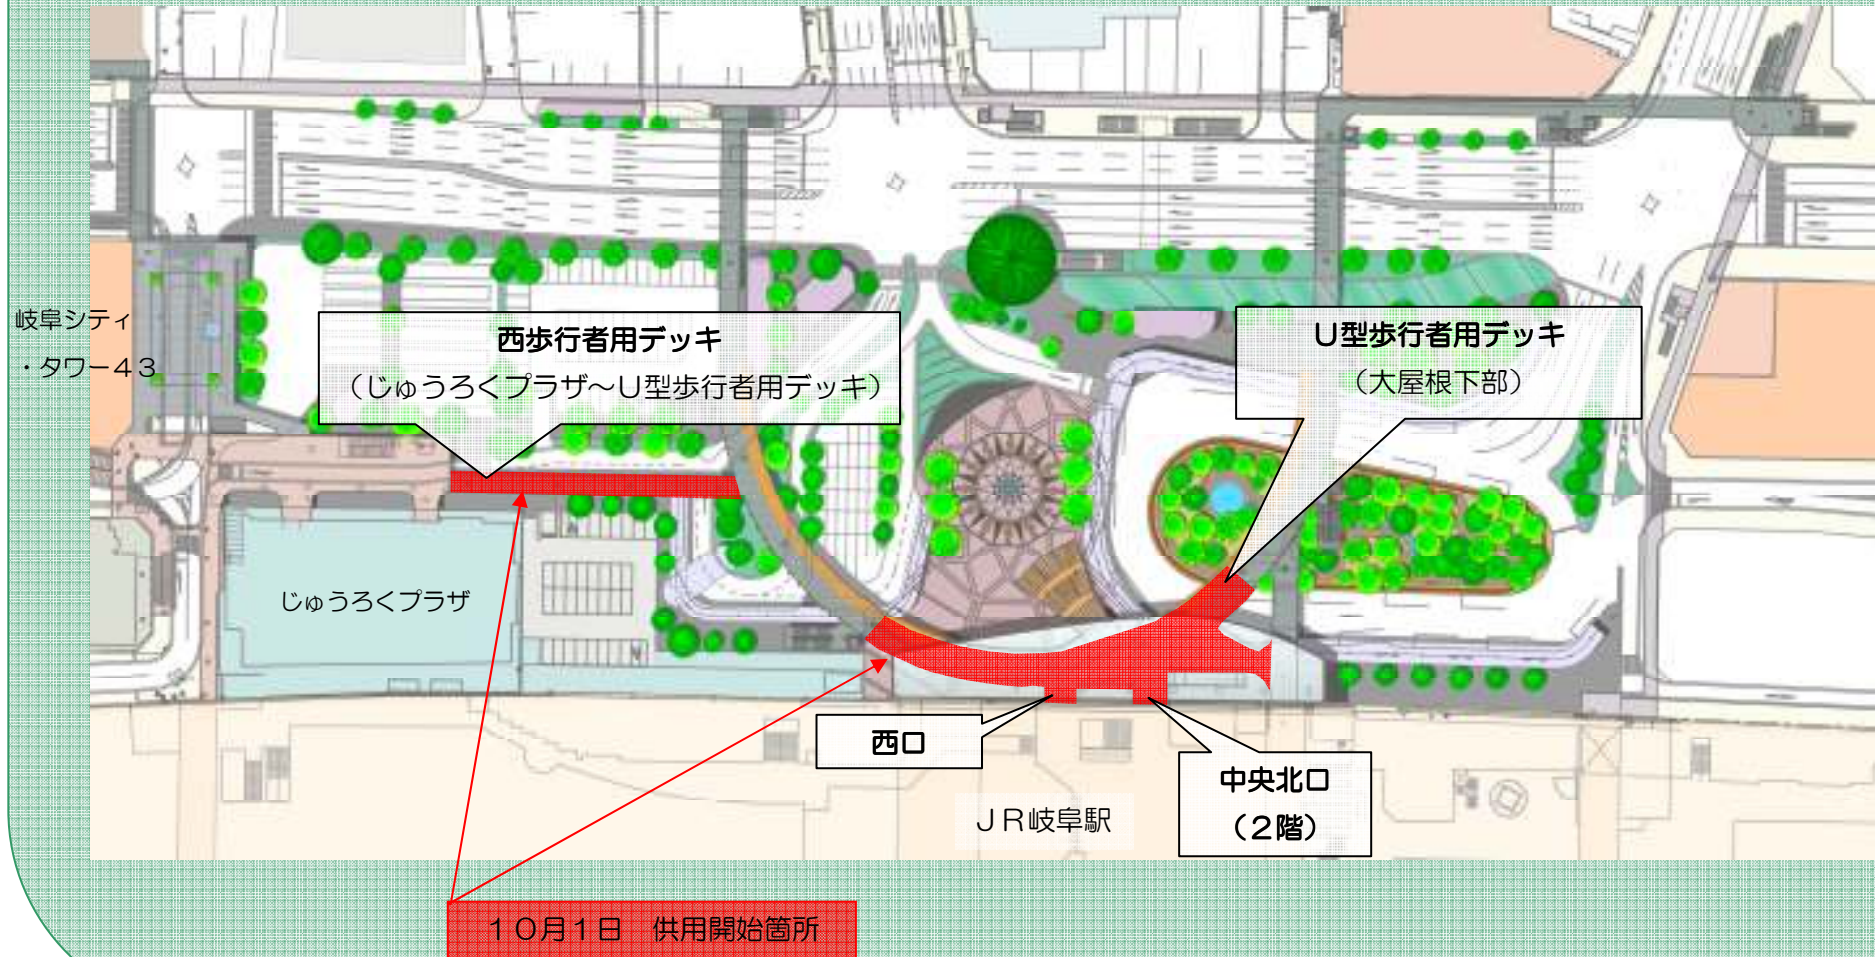 岐阜シティ
・タワー４３
西歩行者用デッキ
（じゅうろくプラザ～Ｕ型歩行者用デッキ）
Ｕ型歩行者用デッキ
（大屋根下部）
じゅうろくプラザ
西口
中央北口
（２階）
ＪＲ岐阜駅
１０月１日　供用開始箇所